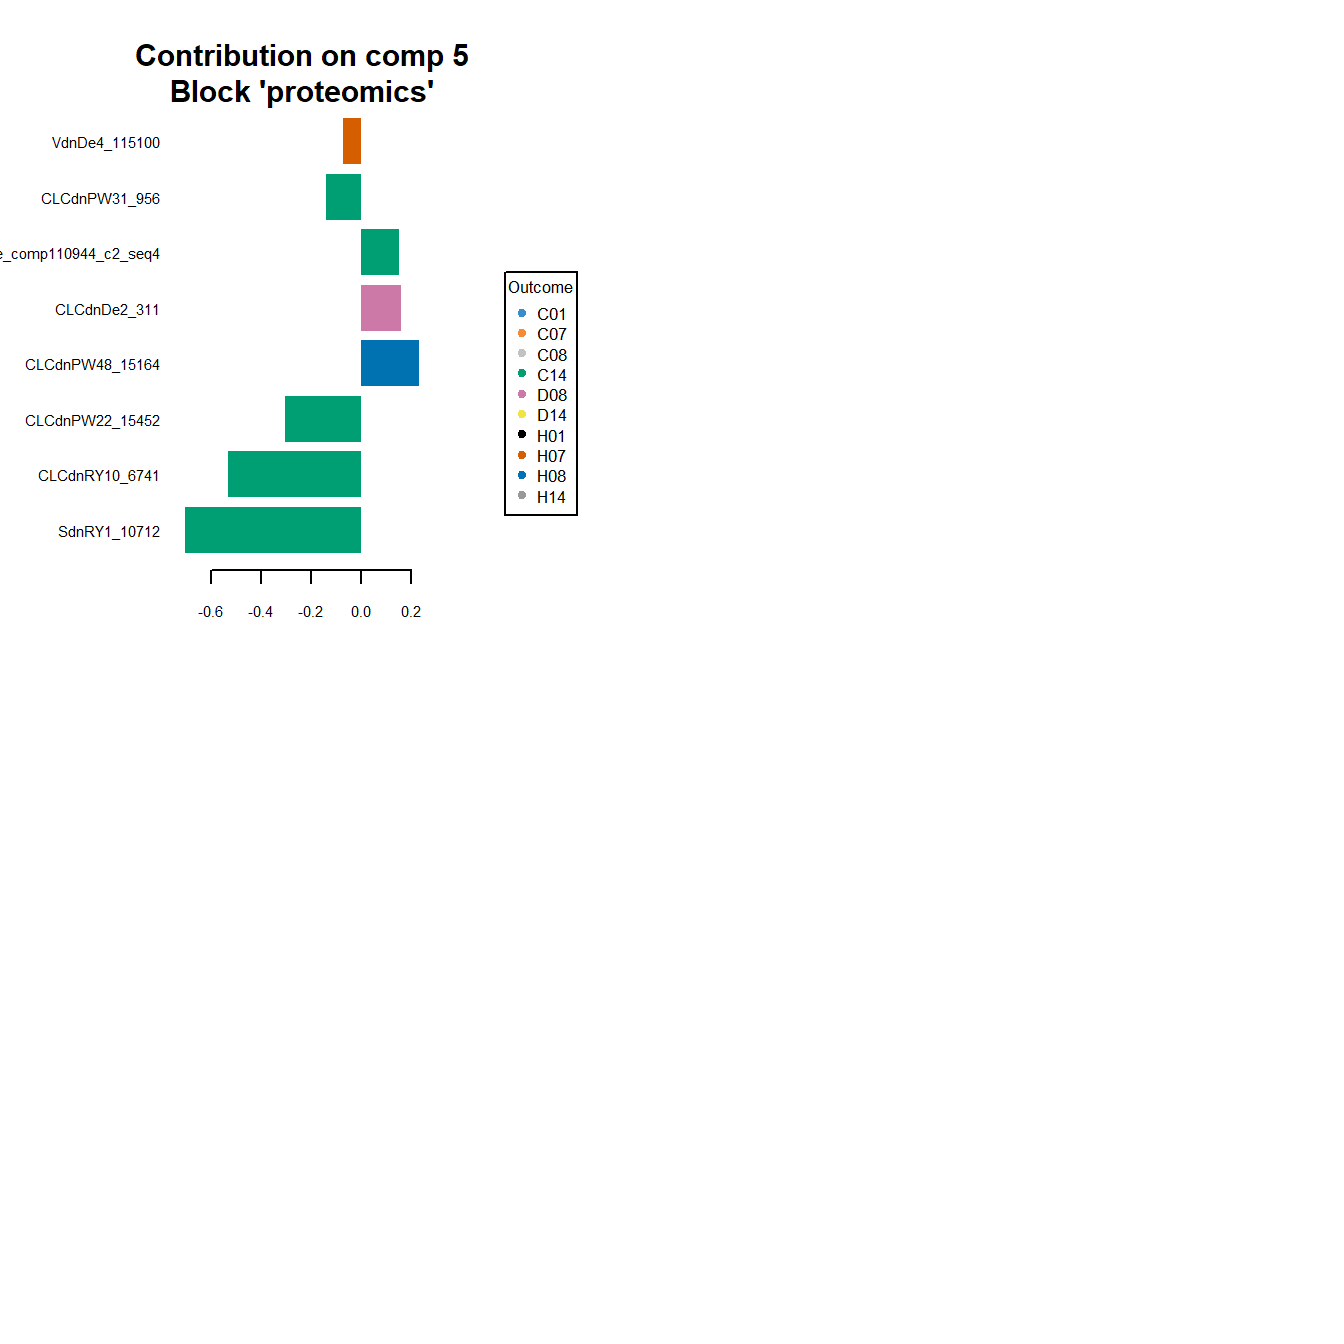 Contribution on comp 5
Block 'proteomics'
VdnDe4_115100
CLCdnPW31_956
e_comp110944_c2_seq4
CLCdnDe2_311
CLCdnPW48_15164
CLCdnPW22_15452
CLCdnRY10_6741
SdnRY1_10712
-0.6 -0.4 -0.2 0.0 0.2
Outcome
C01
C07
C08
C14
D08
D14
H01
H07
H08
H14